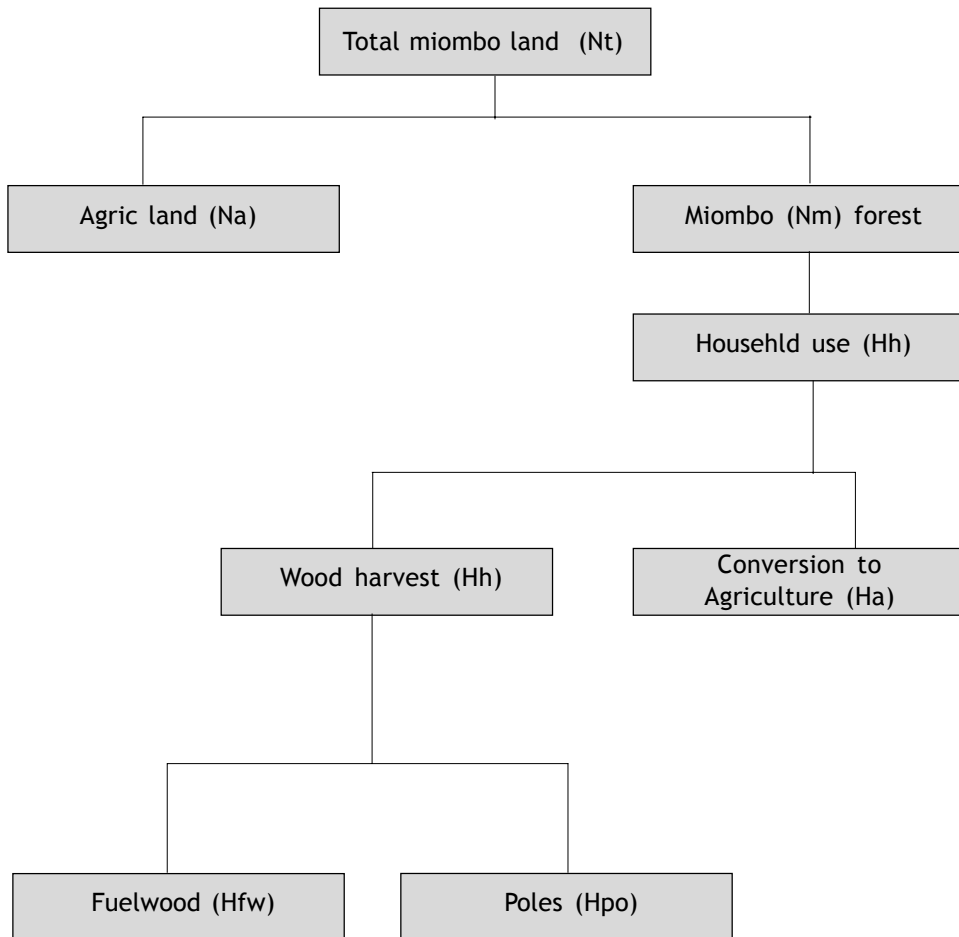 Total miombo land (Nt)
Agric land (Na)
Miombo (Nm) forest
Househld use (Hh)
Wood harvest (Hh)
Conversion to
Agriculture (Ha)
Fuelwood (Hfw)
Poles (Hpo)